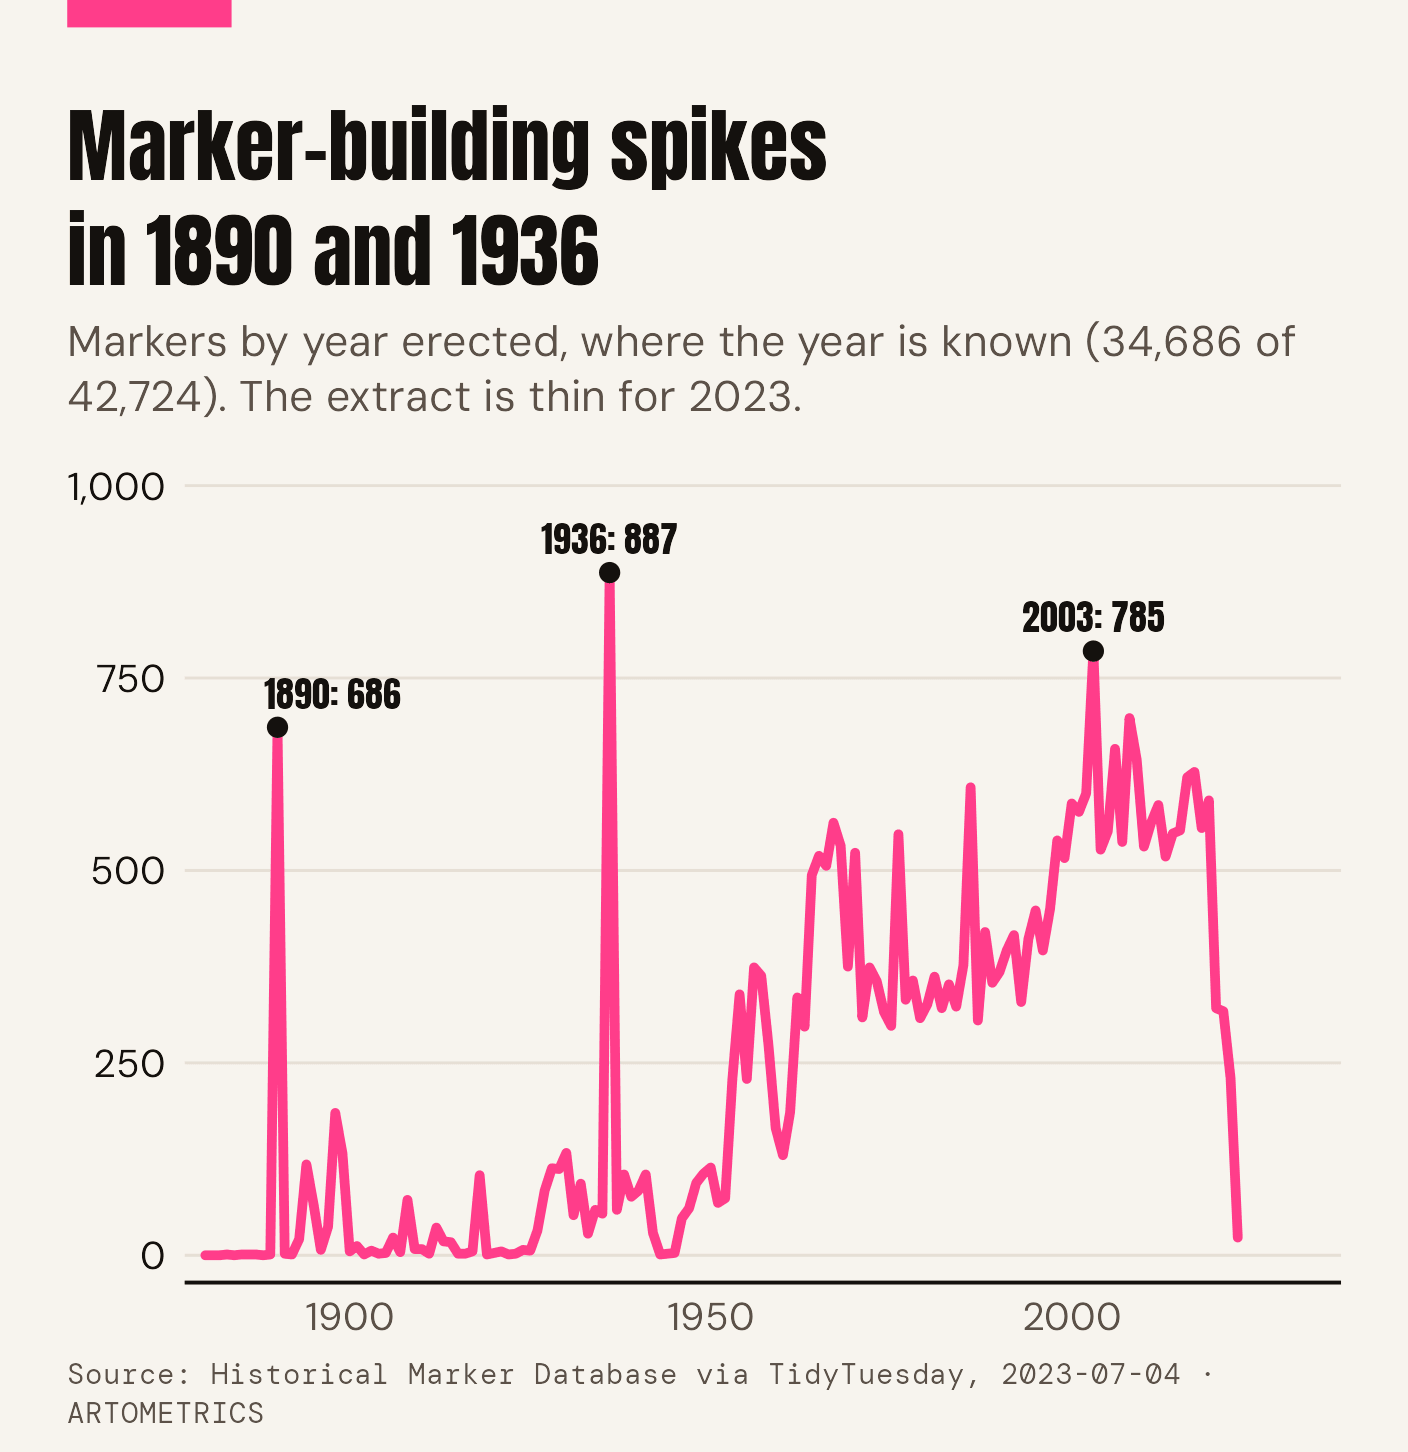 Marker-building spikes
in 1890 and 1936
Markers by year erected, where the year is known (34,686 of
42,724). The extract is thin for 2023.
1,000
1936: 887
2003: 785
750
1890: 686
500
250
0
1900 1950 2000
Source: Historical Marker Database via TidyTuesday, 2023-07-04 ·
ARTOMETRICS